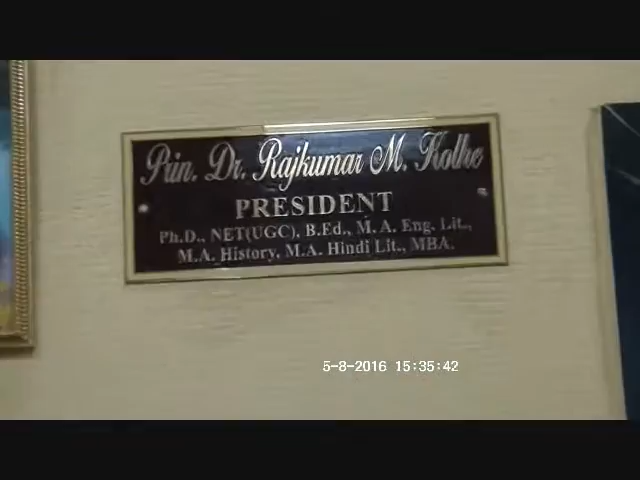 Prin. Dr. Rajkumar M. Kolhe
PRESIDENT
Ph.D., NET(UGC), B.Ed., M. A. Eng. Lit.,
M.A. History, M.A. Hindi Lit., MBA.
5-8-2016 15:35:42